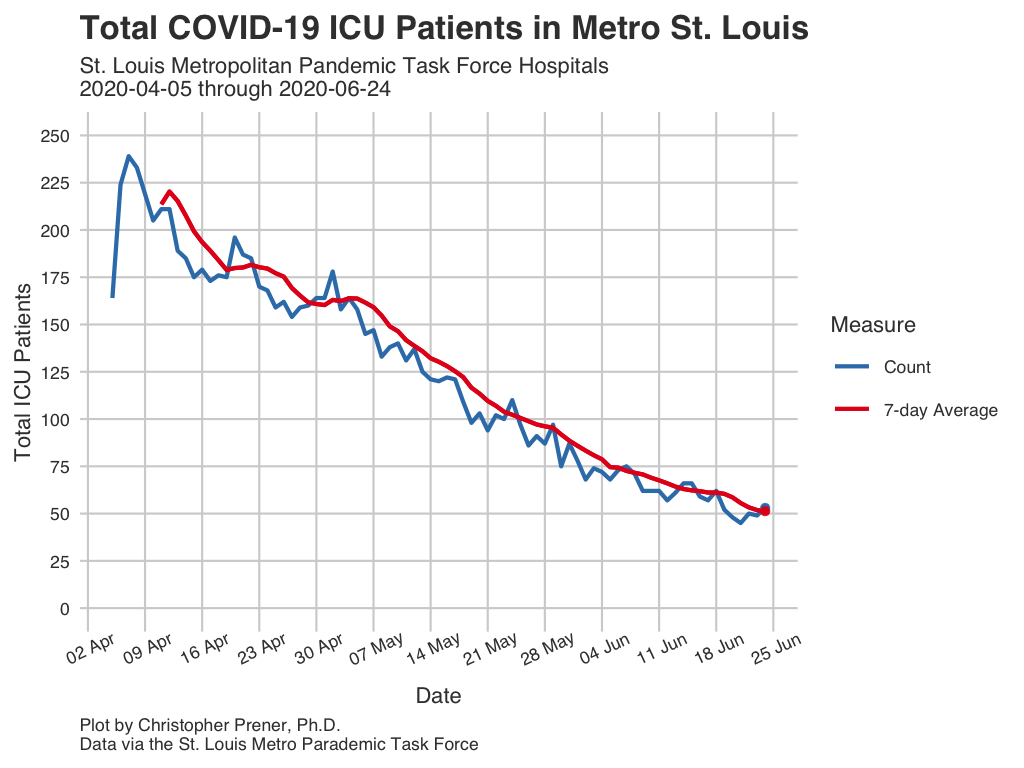 Total COVID-19 ICU Patients in Metro St. Louis
St. Louis Metropolitan Pandemic Task Force Hospitals
2020-04-05 through 2020-06-24
250
225
200
175
150
125
100
75
50
25
0
Total ICU Patients
02 Apr
09 Apr
16 Apr
23 Apr
30 Apr
07 May
14 May
21 May
28 May
04 Jun
11 Jun
18 Jun
25 Jun
Date
Measure
Count
7-day Average
Plot by Christopher Prener, Ph.D.
Data via the St. Louis Metro Parademic Task Force